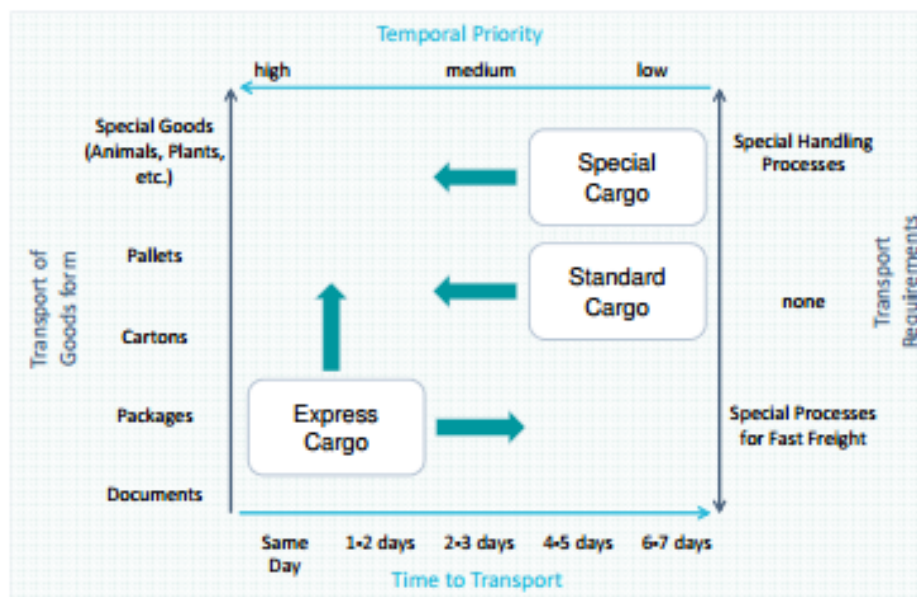 Temporal Priority
high medium low
Special Goods
(Animals, Plants,
etc.)
Special
Cargo
Special Handling
Processes
Transport of
Goods form
Pallets
Standard
Cargo
none
Transport
Requirements
Cartons
Packages
Express
Cargo
Special Processes
for Fast Freight
Documents
Same
Day
1-2 days 2-3 days 4-5 days 6-7 days
Time to Transport